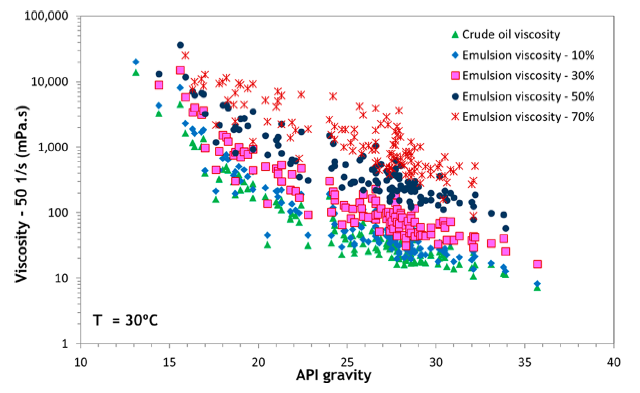 100,000
10,000
1,000
100
10
1
Viscosity - 50 1/s (mPa.s)
Crude oil viscosity
Emulsion viscosity - 10%
Emulsion viscosity - 30%
Emulsion viscosity - 50%
Emulsion viscosity - 70%
T = 30ºC
10 15 20 25 30 35 40
API gravity